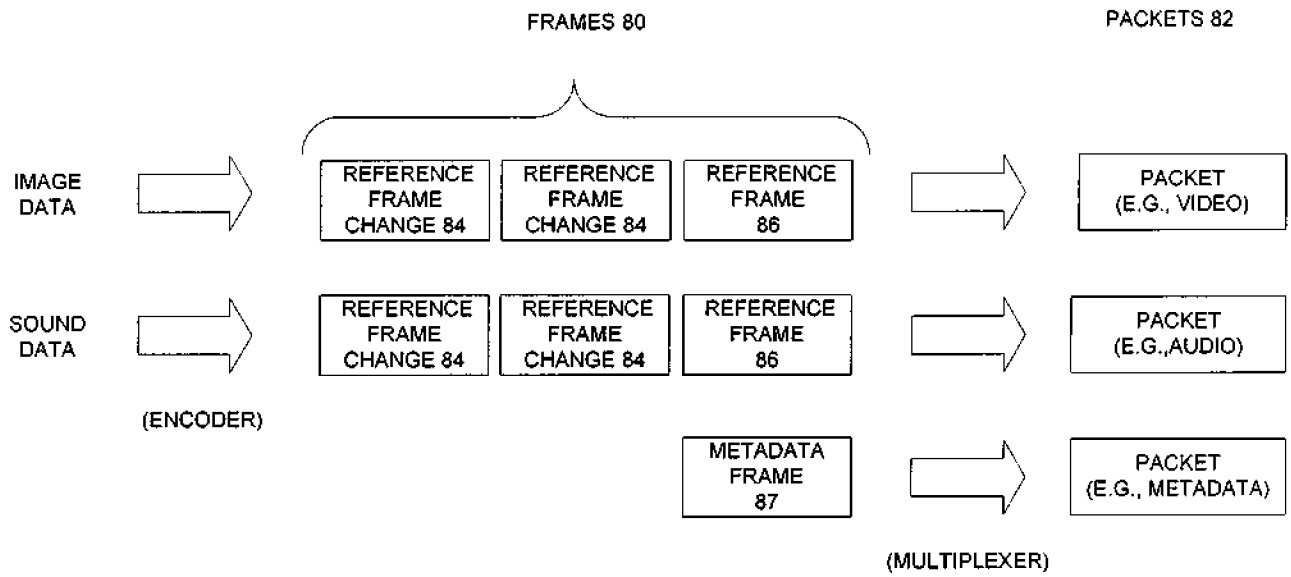 FRAMES 80
PACKETS 82
IMAGE
DATA
REFERENCE
FRAME
CHANGE 84
REFERENCE
FRAME
CHANGE 84
REFERENCE
FRAME
86
PACKET
(E.G., VIDEO)
SOUND
DATA
REFERENCE
FRAME
CHANGE 84
REFERENCE
FRAME
CHANGE 84
REFERENCE
FRAME
86
PACKET
(E.G.,AUDIO)
(ENCODER)
METADATA
FRAME
87
PACKET
(E.G., METADATA)
(MULTIPLEXER)